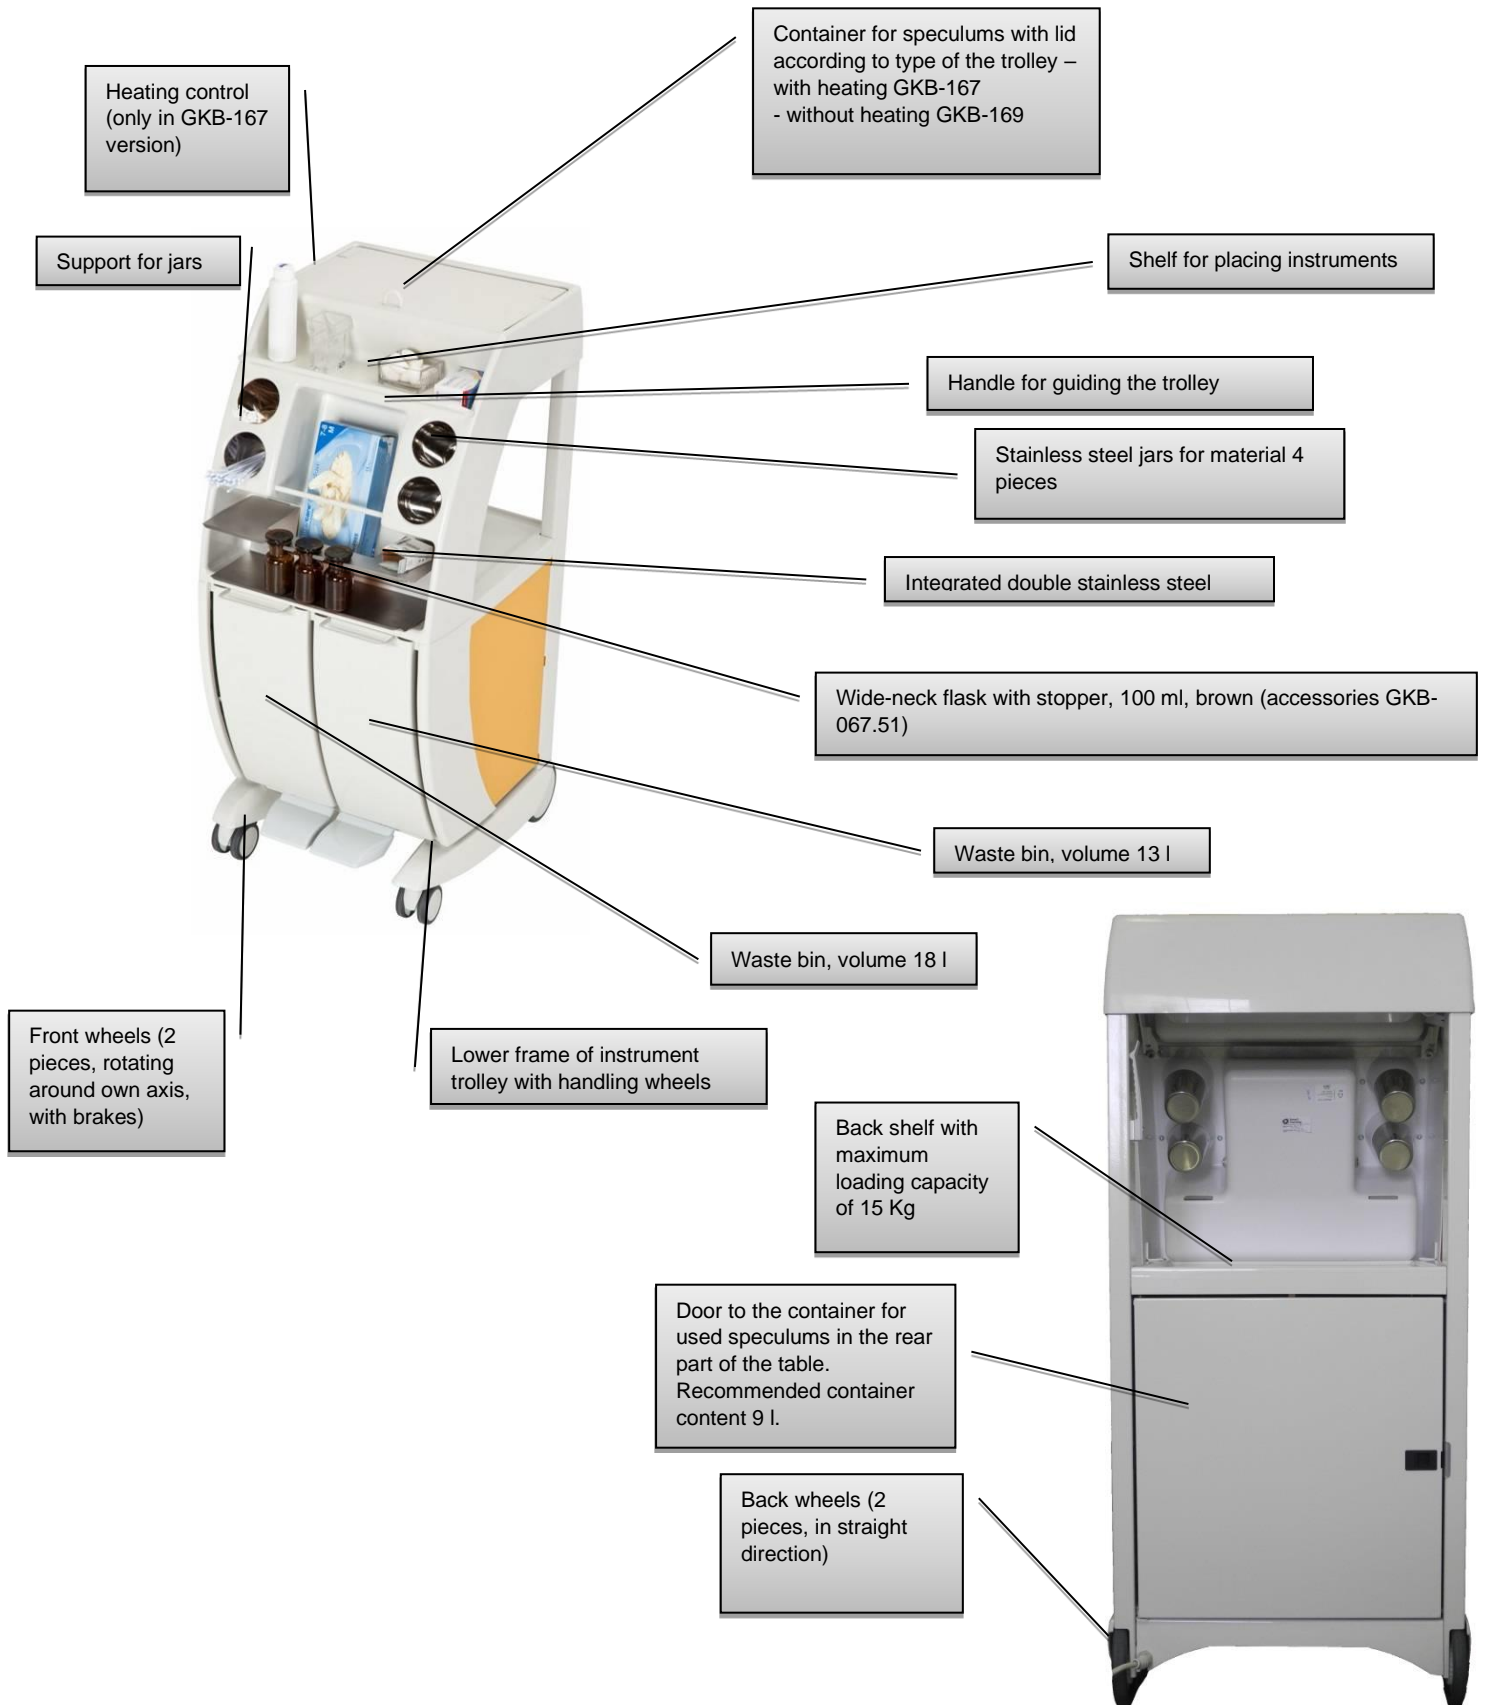 Container for speculums with lid
according to type of the trolley –
with heating GKB-167
- without heating GKB-169
Heating control
(only in GKB-167
version)
Support for jars
Shelf for placing instruments
Handle for guiding the trolley
Stainless steel jars for material 4
pieces
Integrated double stainless steel
Wide-neck flask with stopper, 100 ml, brown (accessories GKB-
067.51)
Waste bin, volume 13 l
Waste bin, volume 18 l
Front wheels (2
pieces, rotating
around own axis,
with brakes)
Lower frame of instrument
trolley with handling wheels
Back shelf with
maximum
loading capacity
of 15 Kg
Door to the container for
used speculums in the rear
part of the table.
Recommended container
content 9 l.
Back wheels (2
pieces, in straight
direction)
7-8
M